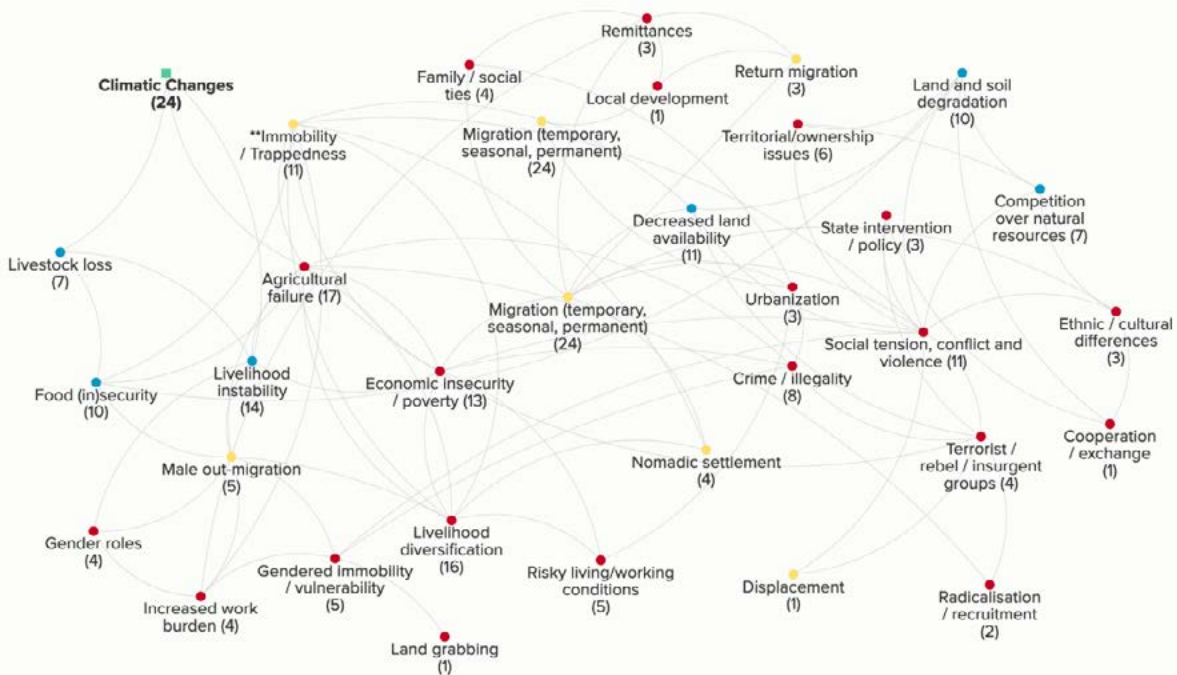 Remittances
(3)
Climatic Changes
(24)
Family / social
ties (4)
Return migration
(3)
Land and soil
degradation
(10)
Local development
(1)
**Immobility
/ Trappedness
(11)
Migration (temporary,
seasonal, permanent)
(24)
Territorial/ownership
issues (6)
Competition
over natural
resources (7)
Decreased land
availability
(11)
State intervention
/ policy (3)
Livestock loss
(7)
Agricultural
failure (17)
Migration (temporary,
seasonal, permanent)
(24)
Urbanization
(3)
Social tension, conflict and
violence (11)
Ethnic / cultural
differences
(3)
Food (in)security
(10)
Livelihood
instability
(14)
Economic insecurity
/ poverty (13)
Crime / illegality
(8)
Cooperation
/ exchange
(1)
Male out-migration
(5)
Nomadic settlement
(4)
Terrorist /
rebel / insurgent
groups (4)
Gender roles
(4)
Livelihood
diversification
(16)
Gendered immobility
/ vulnerability
(5)
Risky living/working
conditions
(5)
Displacement
(1)
Radicalisation
/ recruitment
(2)
Increased work
burden (4)
Land grabbing
(1)